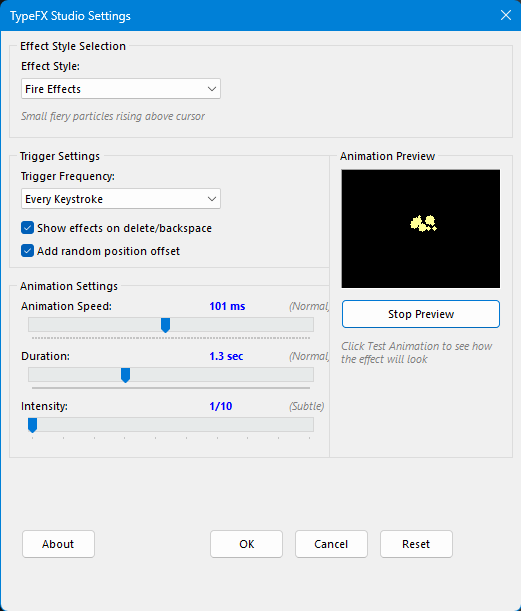 TypeFX Studio Settings
Effect Style Selection
Effect Style:
Fire Effects
Small fiery particles rising above cursor
Trigger Settings
Trigger Frequency:
Every Keystroke
Show effects on delete/backspace
Add random position offset
Animation Preview
Stop Preview
Click Test Animation to see how
the effect will look
Animation Settings
Animation Speed: 101 ms (Normal)
Duration: 1.3 sec (Normal)
Intensity: 1/10 (Subtle)
About OK Cancel Reset